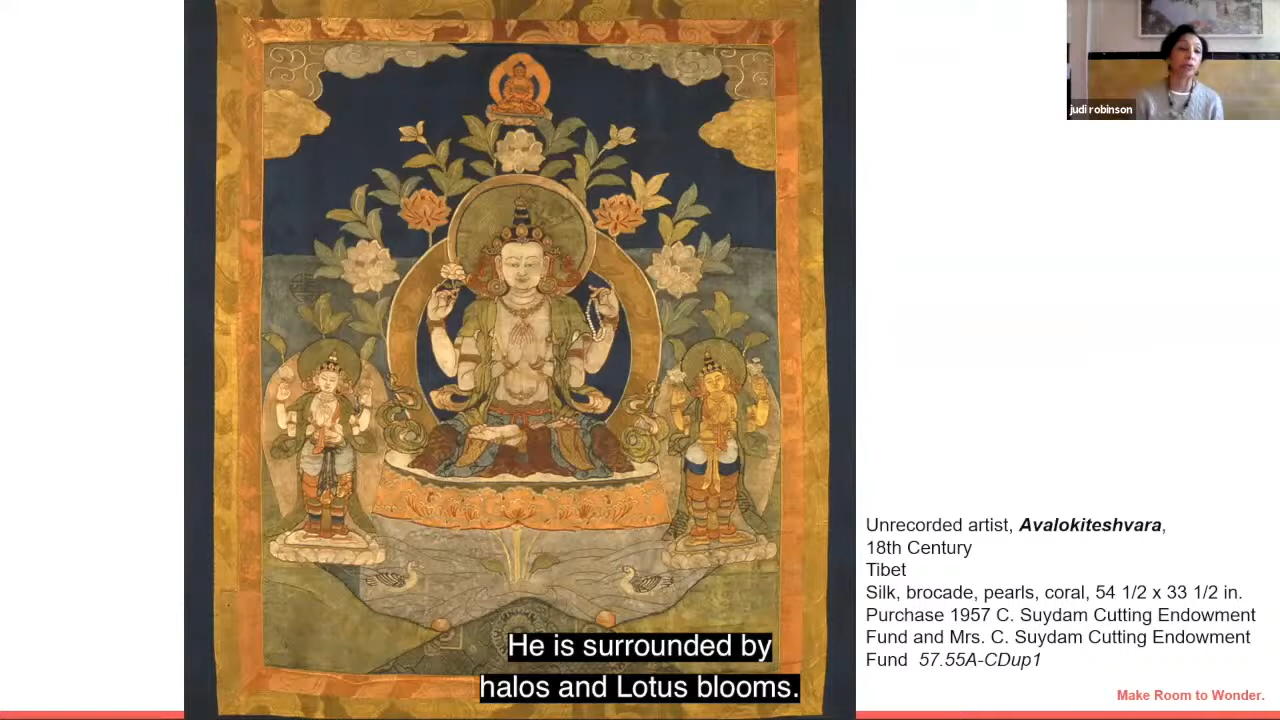 judi robinson
Unrecorded artist, Avalokiteshvara,
18th Century
Tibet
Silk, brocade, pearls, coral, 54 1/2 x 33 1/2 in.
Purchase 1957 C. Suydam Cutting Endowment
Fund and Mrs. C. Suydam Cutting Endowment
Fund 57.55A-CDup1
He is surrounded by
halos and Lotus blooms.
Make Room to Wonder.